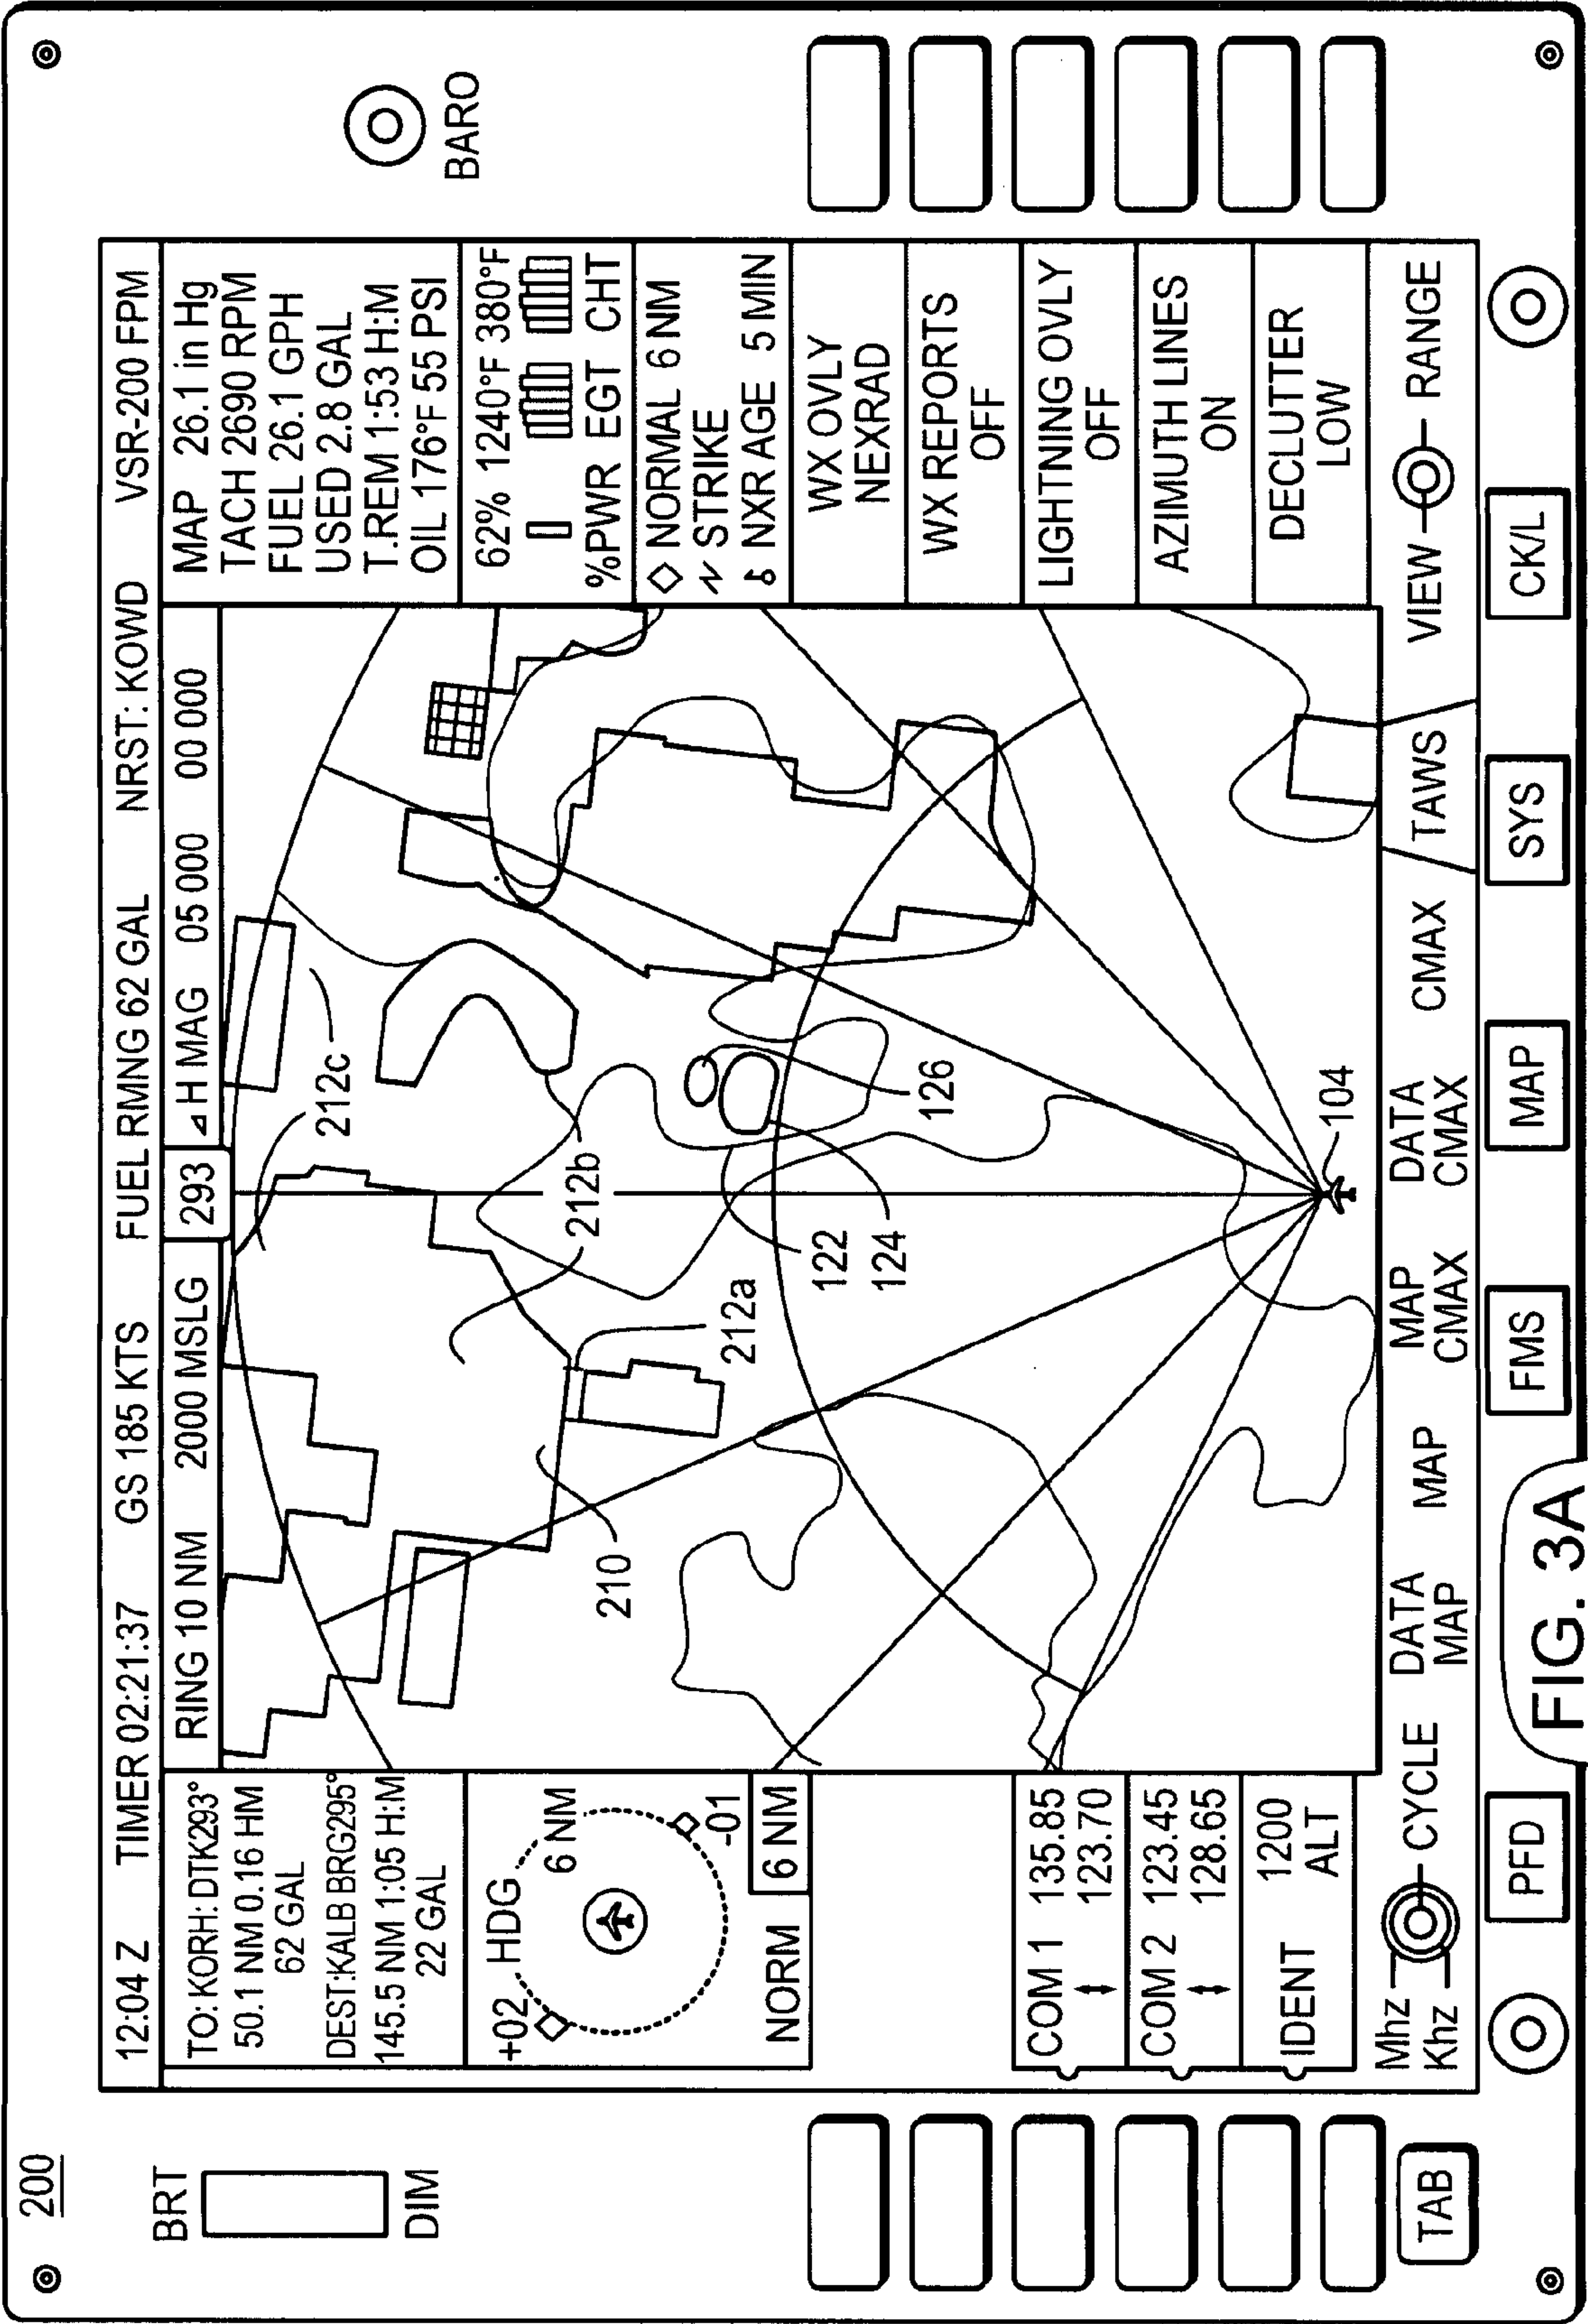 200
BRT
DIM
BARO
12:04 Z TIMER 02:21:37 GS 185 KTS FUEL RMNG 62 GAL NRST: KOWD VSR-200 FPM
TO: KORH: DTK293°
50.1 NM 0.16 HM
62 GAL
DEST:KALB BRG295°
145.5 NM 1:05 H:M
22 GAL
+02 HDG
6 NM
-01
NORM 6 NM
COM 1 135.85
123.70
COM 2 123.45
128.65
IDENT 1200
ALT
RING 10 NM 2000 MSLG 293 ⊿ H MAG 05 000 00 000
212c
212b
212a
210
122
124
126
104
MAP 26.1 in Hg
TACH 2690 RPM
FUEL 26.1 GPH
USED 2.8 GAL
T.REM 1:53 H:M
OIL 176°F 55 PSI
62% 1240°F 380°F
%PWR EGT CHT
◇ NORMAL 6 NM
STRIKE
NXR AGE 5 MIN
WX OVLY
NEXRAD
WX REPORTS
OFF
LIGHTNING OVLY
OFF
AZIMUTH LINES
ON
DECLUTTER
LOW
Mhz
Khz
CYCLE
DATA
MAP
MAP
MAP
CMAX
DATA
CMAX
CMAX
TAWS
VIEW
RANGE
TAB
PFD
FMS
MAP
SYS
CK/L
FIG. 3A